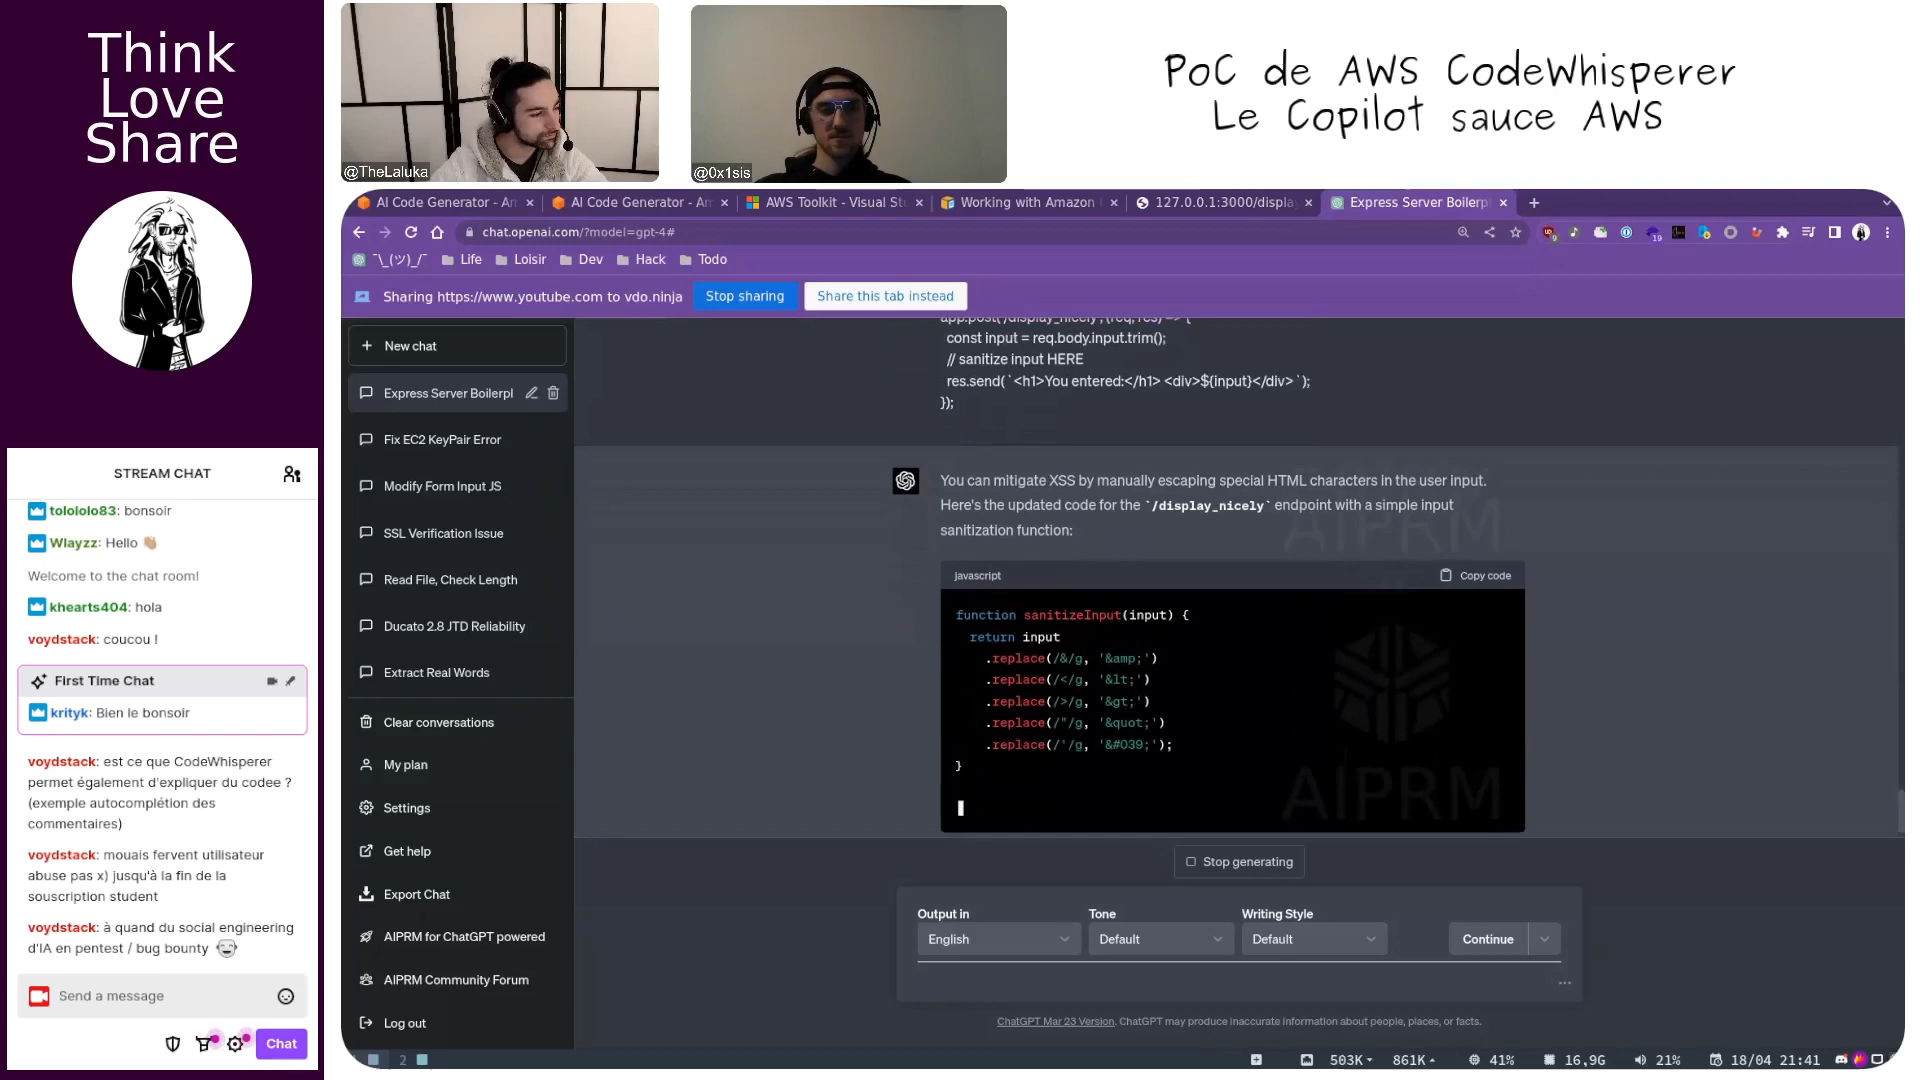 Think
Love
Share
@TheLaluka
@0x1sis
PoC de AWS CodeWhisperer
Le Copilot sauce AWS
AI Code Generator - Am
AI Code Generator - Am
AWS Toolkit - Visual Stu
Working with Amazon
127.0.0.1:3000/displa
Express Server Boilerpl
chat.openai.com/?model=gpt-4#
¯\_(ツ)_/¯
Life
Loisir
Dev
Hack
Todo
Sharing https://www.youtube.com to vdo.ninja
Stop sharing
Share this tab instead
New chat
Express Server Boilerpl
Fix EC2 KeyPair Error
Modify Form Input JS
SSL Verification Issue
Read File, Check Length
Ducato 2.8 JTD Reliability
Extract Real Words
Clear conversations
My plan
Settings
Get help
Export Chat
AIPRM for ChatGPT powered
AIPRM Community Forum
Log out
app.post('/display_nicely',(req, res) => {
const input = req.body.input.trim();
// sanitize input HERE
res.send(`<h1>You entered:</h1> <div>${input}</div>`);
});
You can mitigate XSS by manually escaping special HTML characters in the user input.
Here's the updated code for the `/display_nicely` endpoint with a simple input
sanitization function:
javascript
Copy code
function sanitizeInput(input) {
return input
.replace(/&/g, '&amp;')
.replace(/</g, '&lt;')
.replace(/>/g, '&gt;')
.replace(/"/g, '&quot;')
.replace(/'/g, '&#039;');
}
AIPRM
AIPRM
Stop generating
Output in
Tone
Writing Style
English
Default
Default
Continue
ChatGPT Mar 23 Version. ChatGPT may produce inaccurate information about people, places, or facts.
2
503K
861K
41%
16,9G
21%
18/04 21:41
STREAM CHAT
tolololo83: bonsoir
Wlayzz: Hello 👋🏼
Welcome to the chat room!
khearts404: hola
voydstack: coucou !
First Time Chat
krityk: Bien le bonsoir
voydstack: est ce que CodeWhisperer
permet également d'expliquer du codee ?
(exemple autocomplétion des
commentaires)
voydstack: mouais fervent utilisateur
abuse pas x) jusqu'à la fin de la
souscription student
voydstack: à quand du social engineering
d'IA en pentest / bug bounty
Send a message
Chat